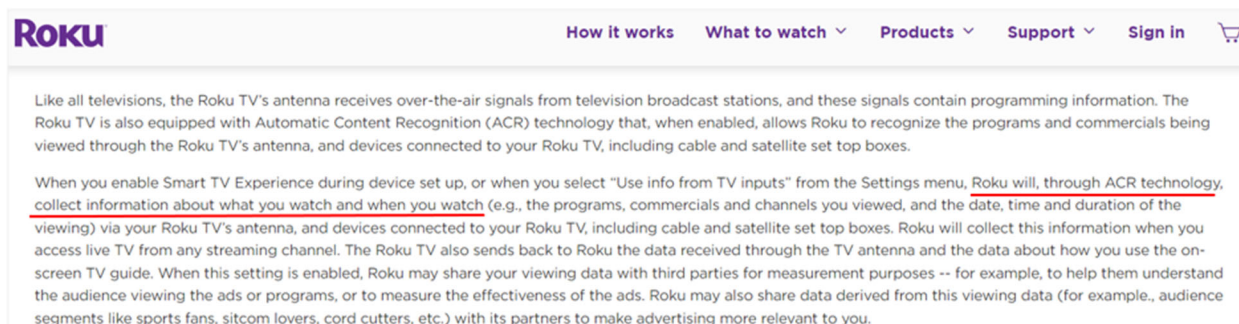 ROKU How it works What to watch Products Support Sign in
Like all televisions, the Roku TV's antenna receives over-the-air signals from television broadcast stations, and these signals contain programming information. The
Roku TV is also equipped with Automatic Content Recognition (ACR) technology that, when enabled, allows Roku to recognize the programs and commercials being
viewed through the Roku TV's antenna, and devices connected to your Roku TV, including cable and satellite set top boxes.
When you enable Smart TV Experience during device set up, or when you select “Use info from TV inputs” from the Settings menu, Roku will, through ACR technology,
collect information about what you watch and when you watch (e.g., the programs, commercials and channels you viewed, and the date, time and duration of the
viewing) via your Roku TV's antenna, and devices connected to your Roku TV, including cable and satellite set top boxes. Roku will collect this information when you
access live TV from any streaming channel. The Roku TV also sends back to Roku the data received through the TV antenna and the data about how you use the on-
screen TV guide. When this setting is enabled, Roku may share your viewing data with third parties for measurement purposes -- for example, to help them understand
the audience viewing the ads or programs, or to measure the effectiveness of the ads. Roku may also share data derived from this viewing data (for example., audience
segments like sports fans, sitcom lovers, cord cutters, etc.) with its partners to make advertising more relevant to you.